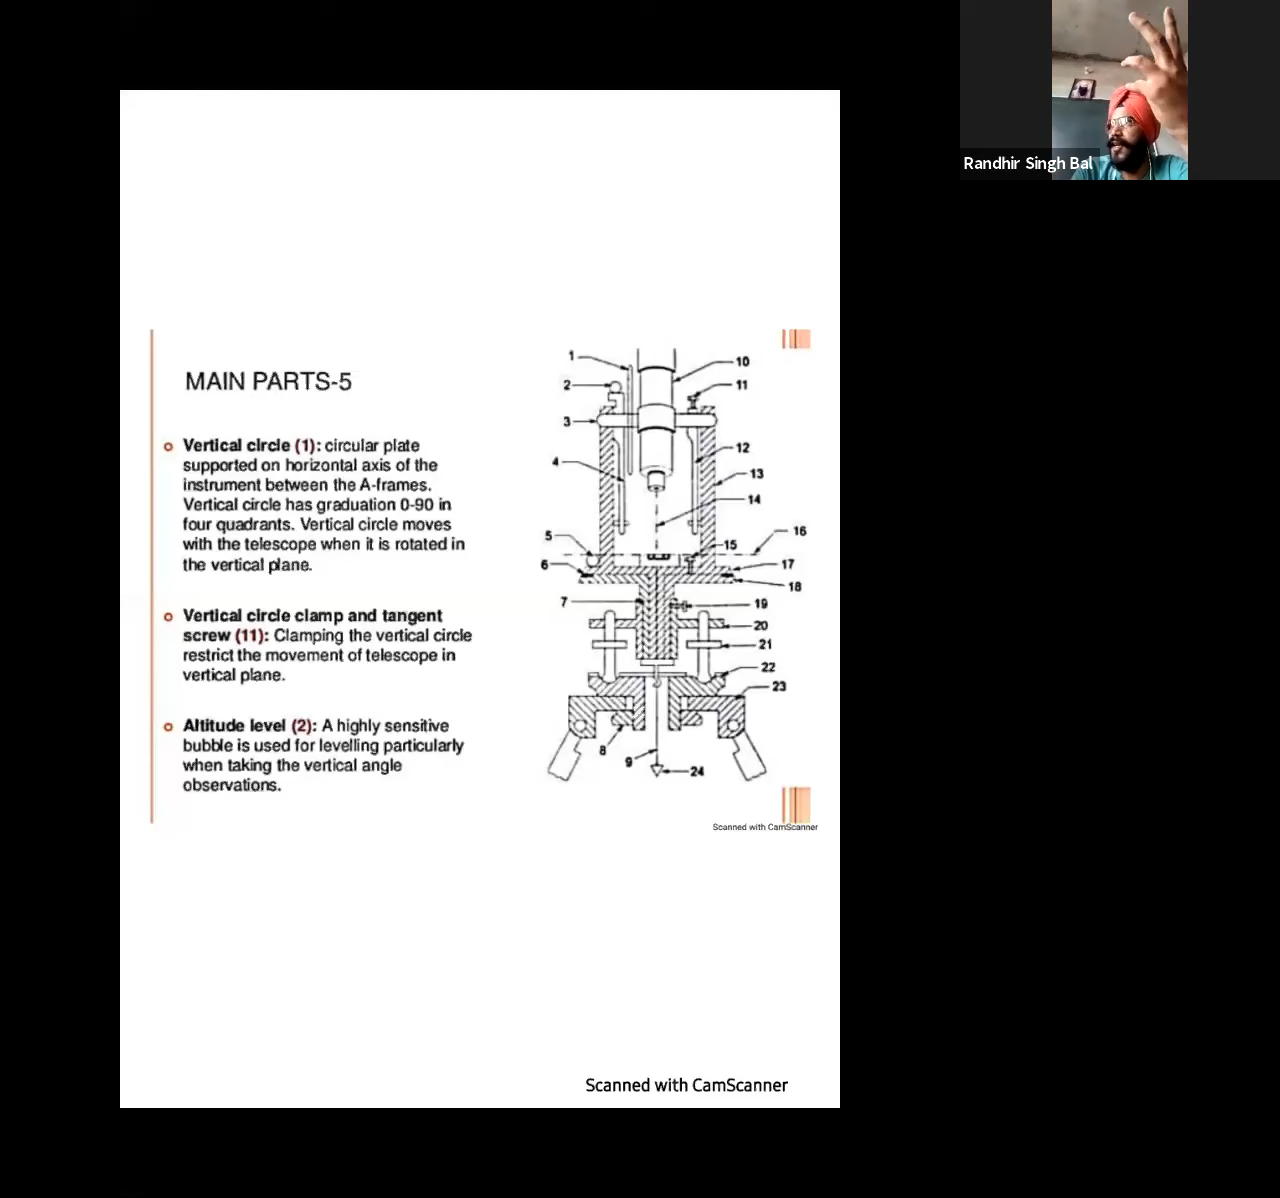 Randhir Singh Bal
MAIN PARTS-5
Vertical circle (1): circular plate
supported on horizontal axis of the
instrument between the A-frames.
Vertical circle has graduation 0-90 in
four quadrants. Vertical circle moves
with the telescope when it is rotated in
the vertical plane.
Vertical circle clamp and tangent
screw (11): Clamping the vertical circle
restrict the movement of telescope in
vertical plane.
Altitude level (2): A highly sensitive
bubble is used for levelling particularly
when taking the vertical angle
observations.
1
2
3
4
5
6
7
8
9
10
11
12
13
14
15
16
17
18
19
20
21
22
23
24
Scanned with CamScanner
Scanned with CamScanner